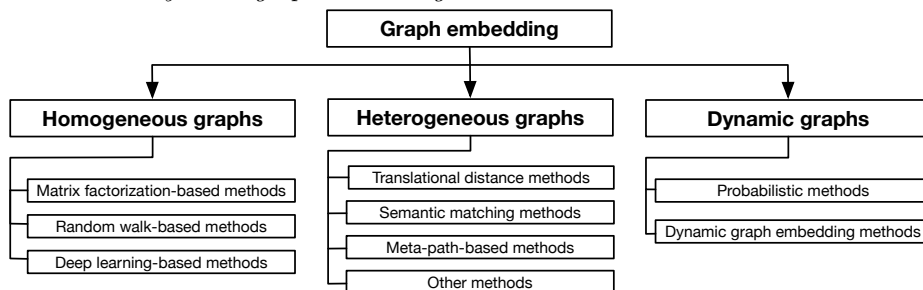 Graph embedding
Homogeneous graphs
Heterogeneous graphs
Dynamic graphs
Matrix factorization-based methods
Random walk-based methods
Deep learning-based methods
Translational distance methods
Semantic matching methods
Meta-path-based methods
Other methods
Probabilistic methods
Dynamic graph embedding methods